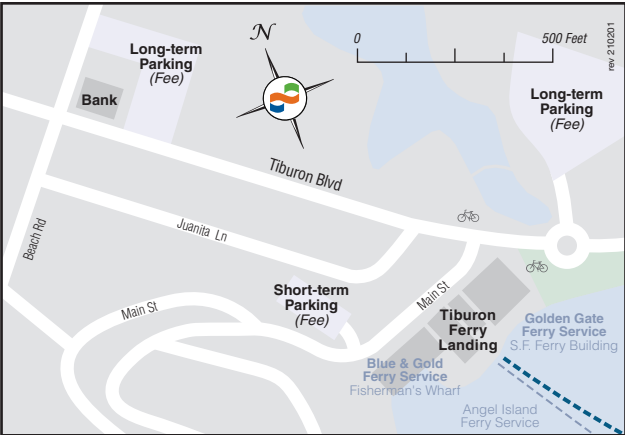 N
0
500 Feet
rev 210201
Long-term
Parking
(Fee)
Bank
Long-term
Parking
(Fee)
Tiburon Blvd
Juanita Ln
Beach Rd
Short-term
Parking
(Fee)
Main St
Main St
Tiburon
Ferry
Landing
Golden Gate
Ferry Service
S.F. Ferry Building
Blue & Gold
Ferry Service
Fisherman's Wharf
Angel Island
Ferry Service